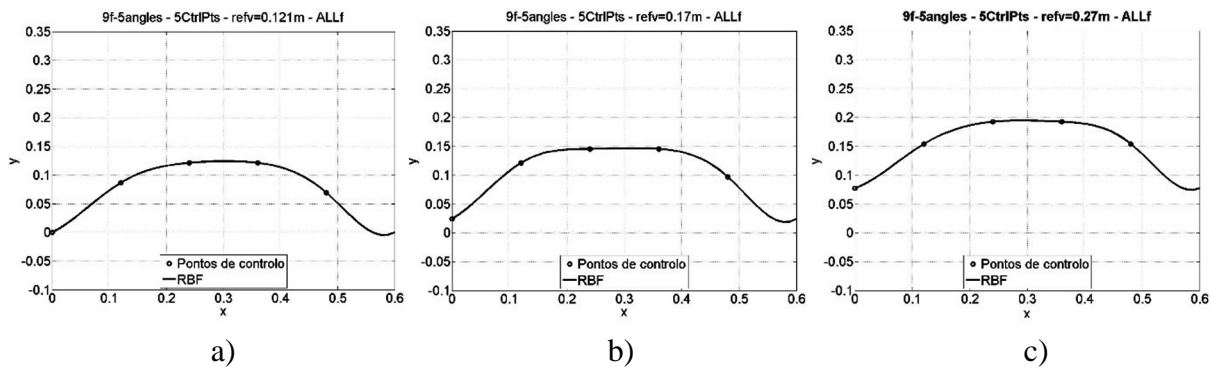 9f-5angles - 5CtrlPts - refv=0.121m - ALLf
0.35
0.3
0.25
0.2
0.15
0.1
0.05
0
-0.05
-0.1
y
Pontos de controlo
RBF
0 0.1 0.2 0.3 0.4 0.5 0.6
x
a)
9f-5angles - 5CtrlPts - refv=0.17m - ALLf
0.35
0.3
0.25
0.2
0.15
0.1
0.05
0
-0.05
-0.1
y
Pontos de controlo
RBF
0 0.1 0.2 0.3 0.4 0.5 0.6
x
b)
9f-5angles - 5CtrlPts - refv=0.27m - ALLf
0.35
0.3
0.25
0.2
0.15
0.1
0.05
0
-0.05
-0.1
y
Pontos de controlo
RBF
0 0.1 0.2 0.3 0.4 0.5 0.6
x
c)